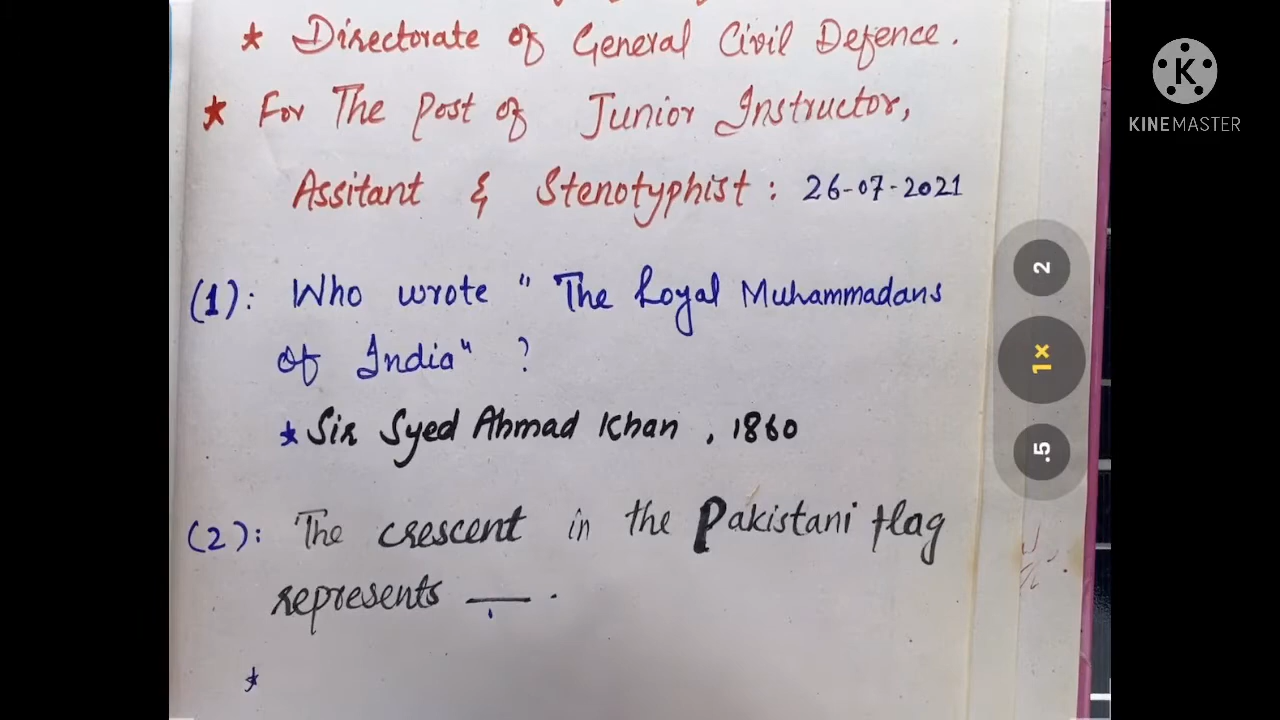 * Directorate of General Civil Defence.
* For The Post of Junior Instructor,
Assitant & Stenotyphist : 26-07-2021
(1): Who wrote " The Loyal Muhammadans
of India" ?
* Sir Syed Ahmad Khan , 1860
(2): The crescent in the Pakistani flag
represents ___ .
*
K
KINEMASTER
2
1×
.5